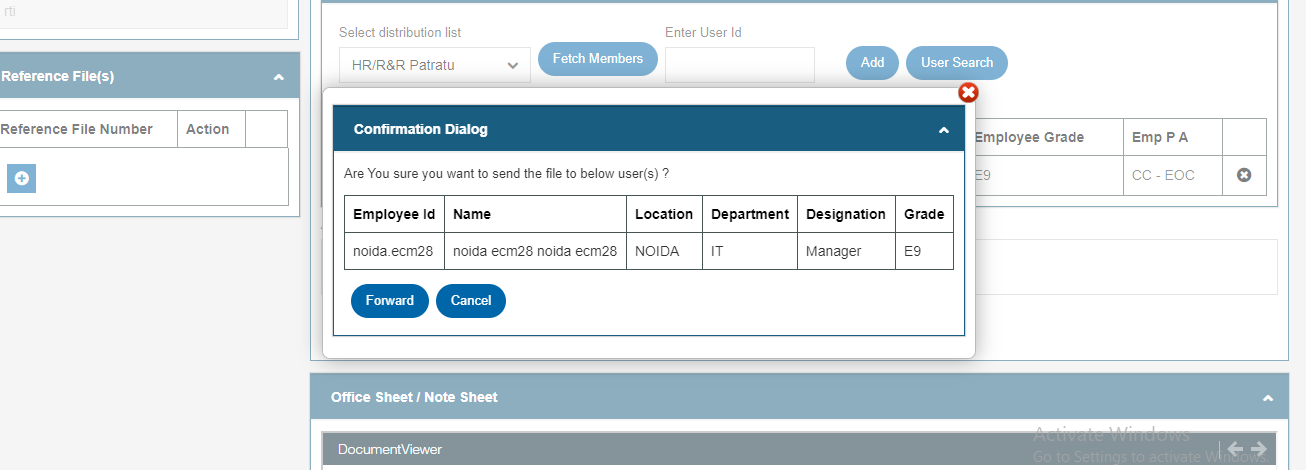 rti
Select distribution list
Enter User Id
HR/R&R Patratu
Fetch Members
Add
User Search
Reference File(s)
Reference File Number Action
Confirmation Dialog
Are You sure you want to send the file to below user(s) ?
Employee Id Name Location Department Designation Grade
noida.ecm28 noida ecm28 noida ecm28 NOIDA IT Manager E9
Forward Cancel
Employee Grade Emp P A
E9 CC - EOC
Office Sheet / Note Sheet
DocumentViewer
Activate Windows
Go to Settings to activate Windows.